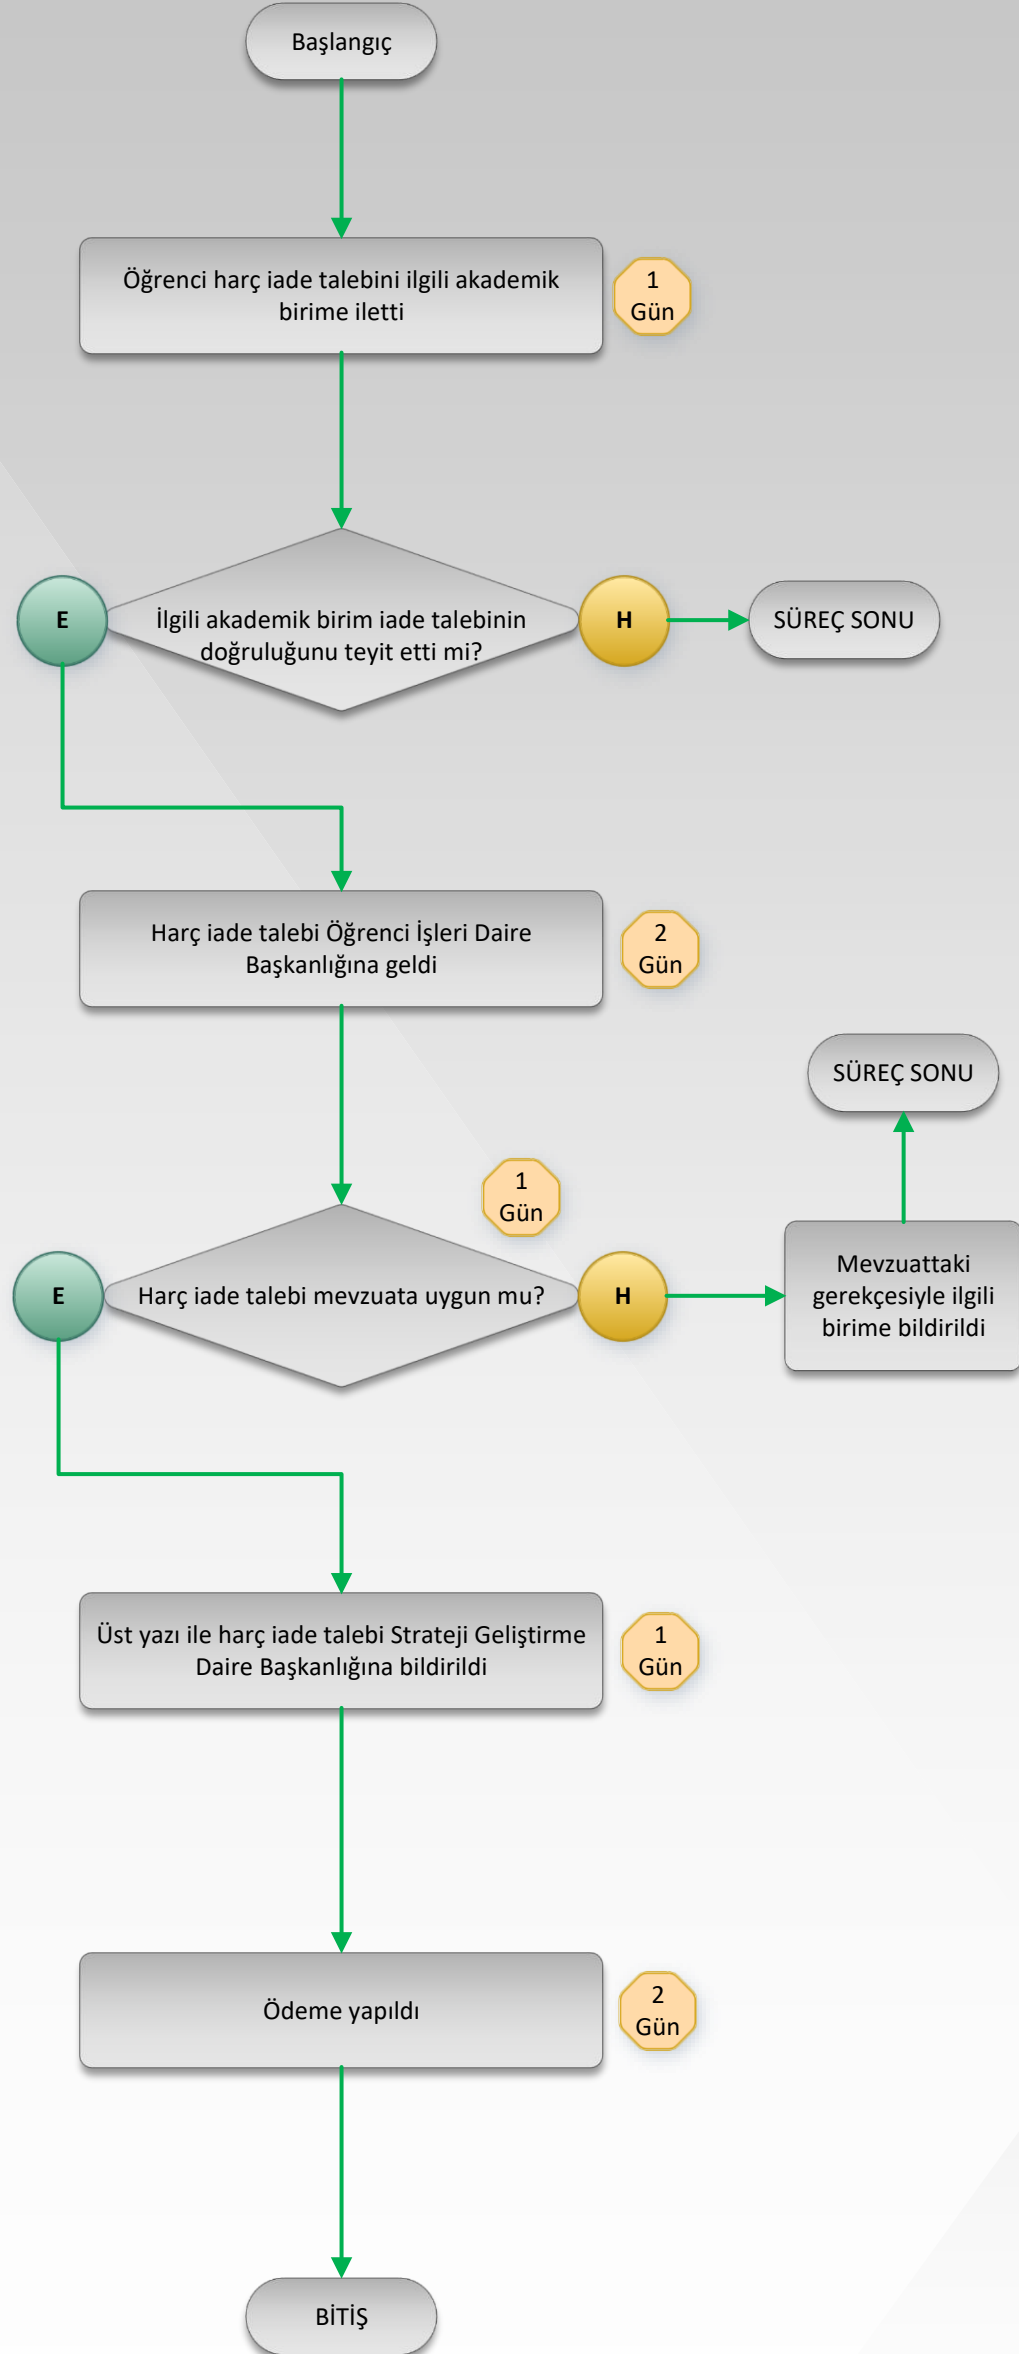 Başlangıç
Öğrenci harç iade talebini ilgili akademik
birime iletti
1
Gün
E
İlgili akademik birim iade talebinin
doğruluğunu teyit etti mi?
H
SÜREÇ SONU
Harç iade talebi Öğrenci İşleri Daire
Başkanlığına geldi
2
Gün
SÜREÇ SONU
1
Gün
E
Harç iade talebi mevzuata uygun mu?
H
Mevzuattaki
gerekçesiyle ilgili
birime bildirildi
Üst yazı ile harç iade talebi Strateji Geliştirme
Daire Başkanlığına bildirildi
1
Gün
Ödeme yapıldı
2
Gün
BİTİŞ